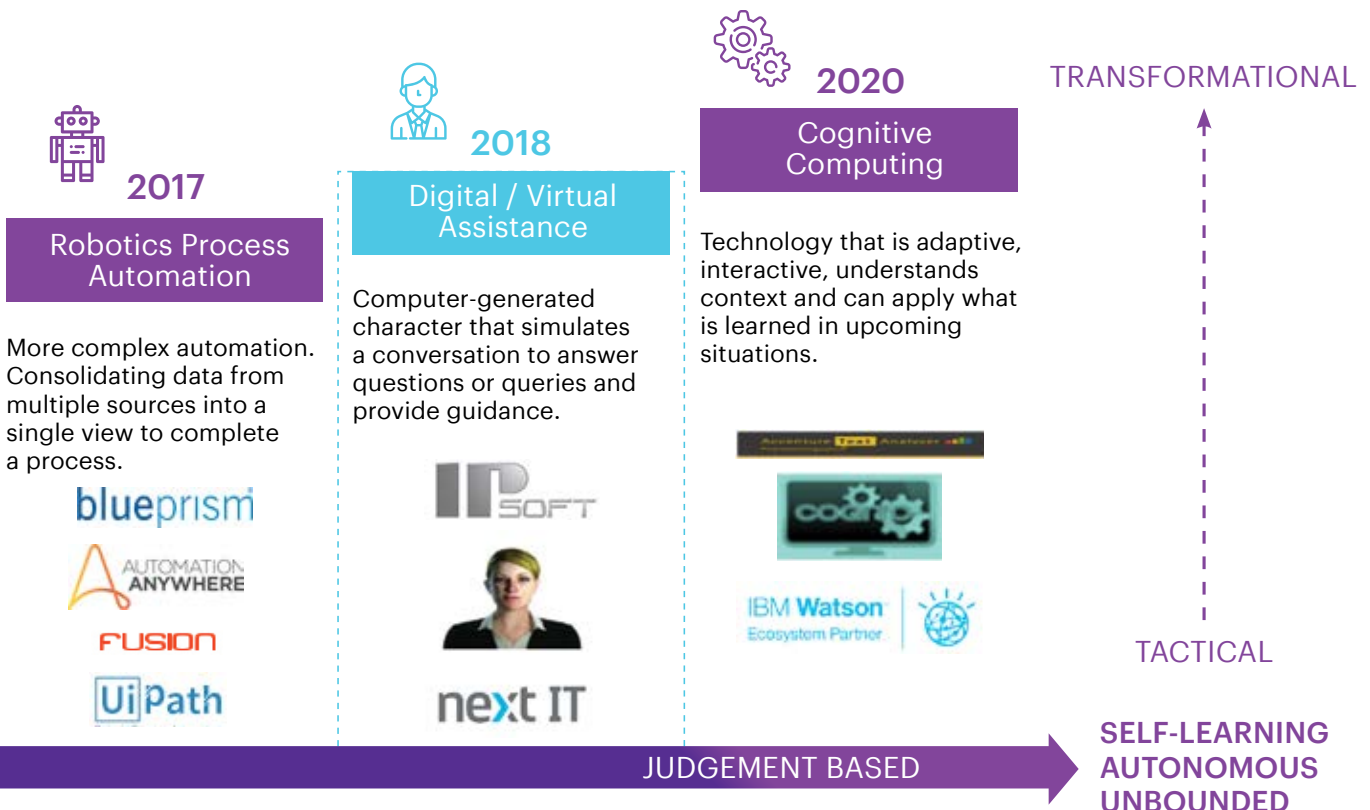 2017
Robotics Process
Automation
More complex automation.
Consolidating data from
multiple sources into a
single view to complete
a process.
blueprism
AUTOMATION
ANYWHERE
FUSION
UiPath
2018
Digital / Virtual
Assistance
Computer-generated
character that simulates
a conversation to answer
questions or queries and
provide guidance.
IPSOFT
next IT
2020
Cognitive
Computing
Technology that is adaptive,
interactive, understands
context and can apply what
is learned in upcoming
situations.
Accenture Text Analyser
IBM Watson
Ecosystem Partner
TRANSFORMATIONAL
TACTICAL
JUDGEMENT BASED
SELF-LEARNING
AUTONOMOUS
UNBOUNDED